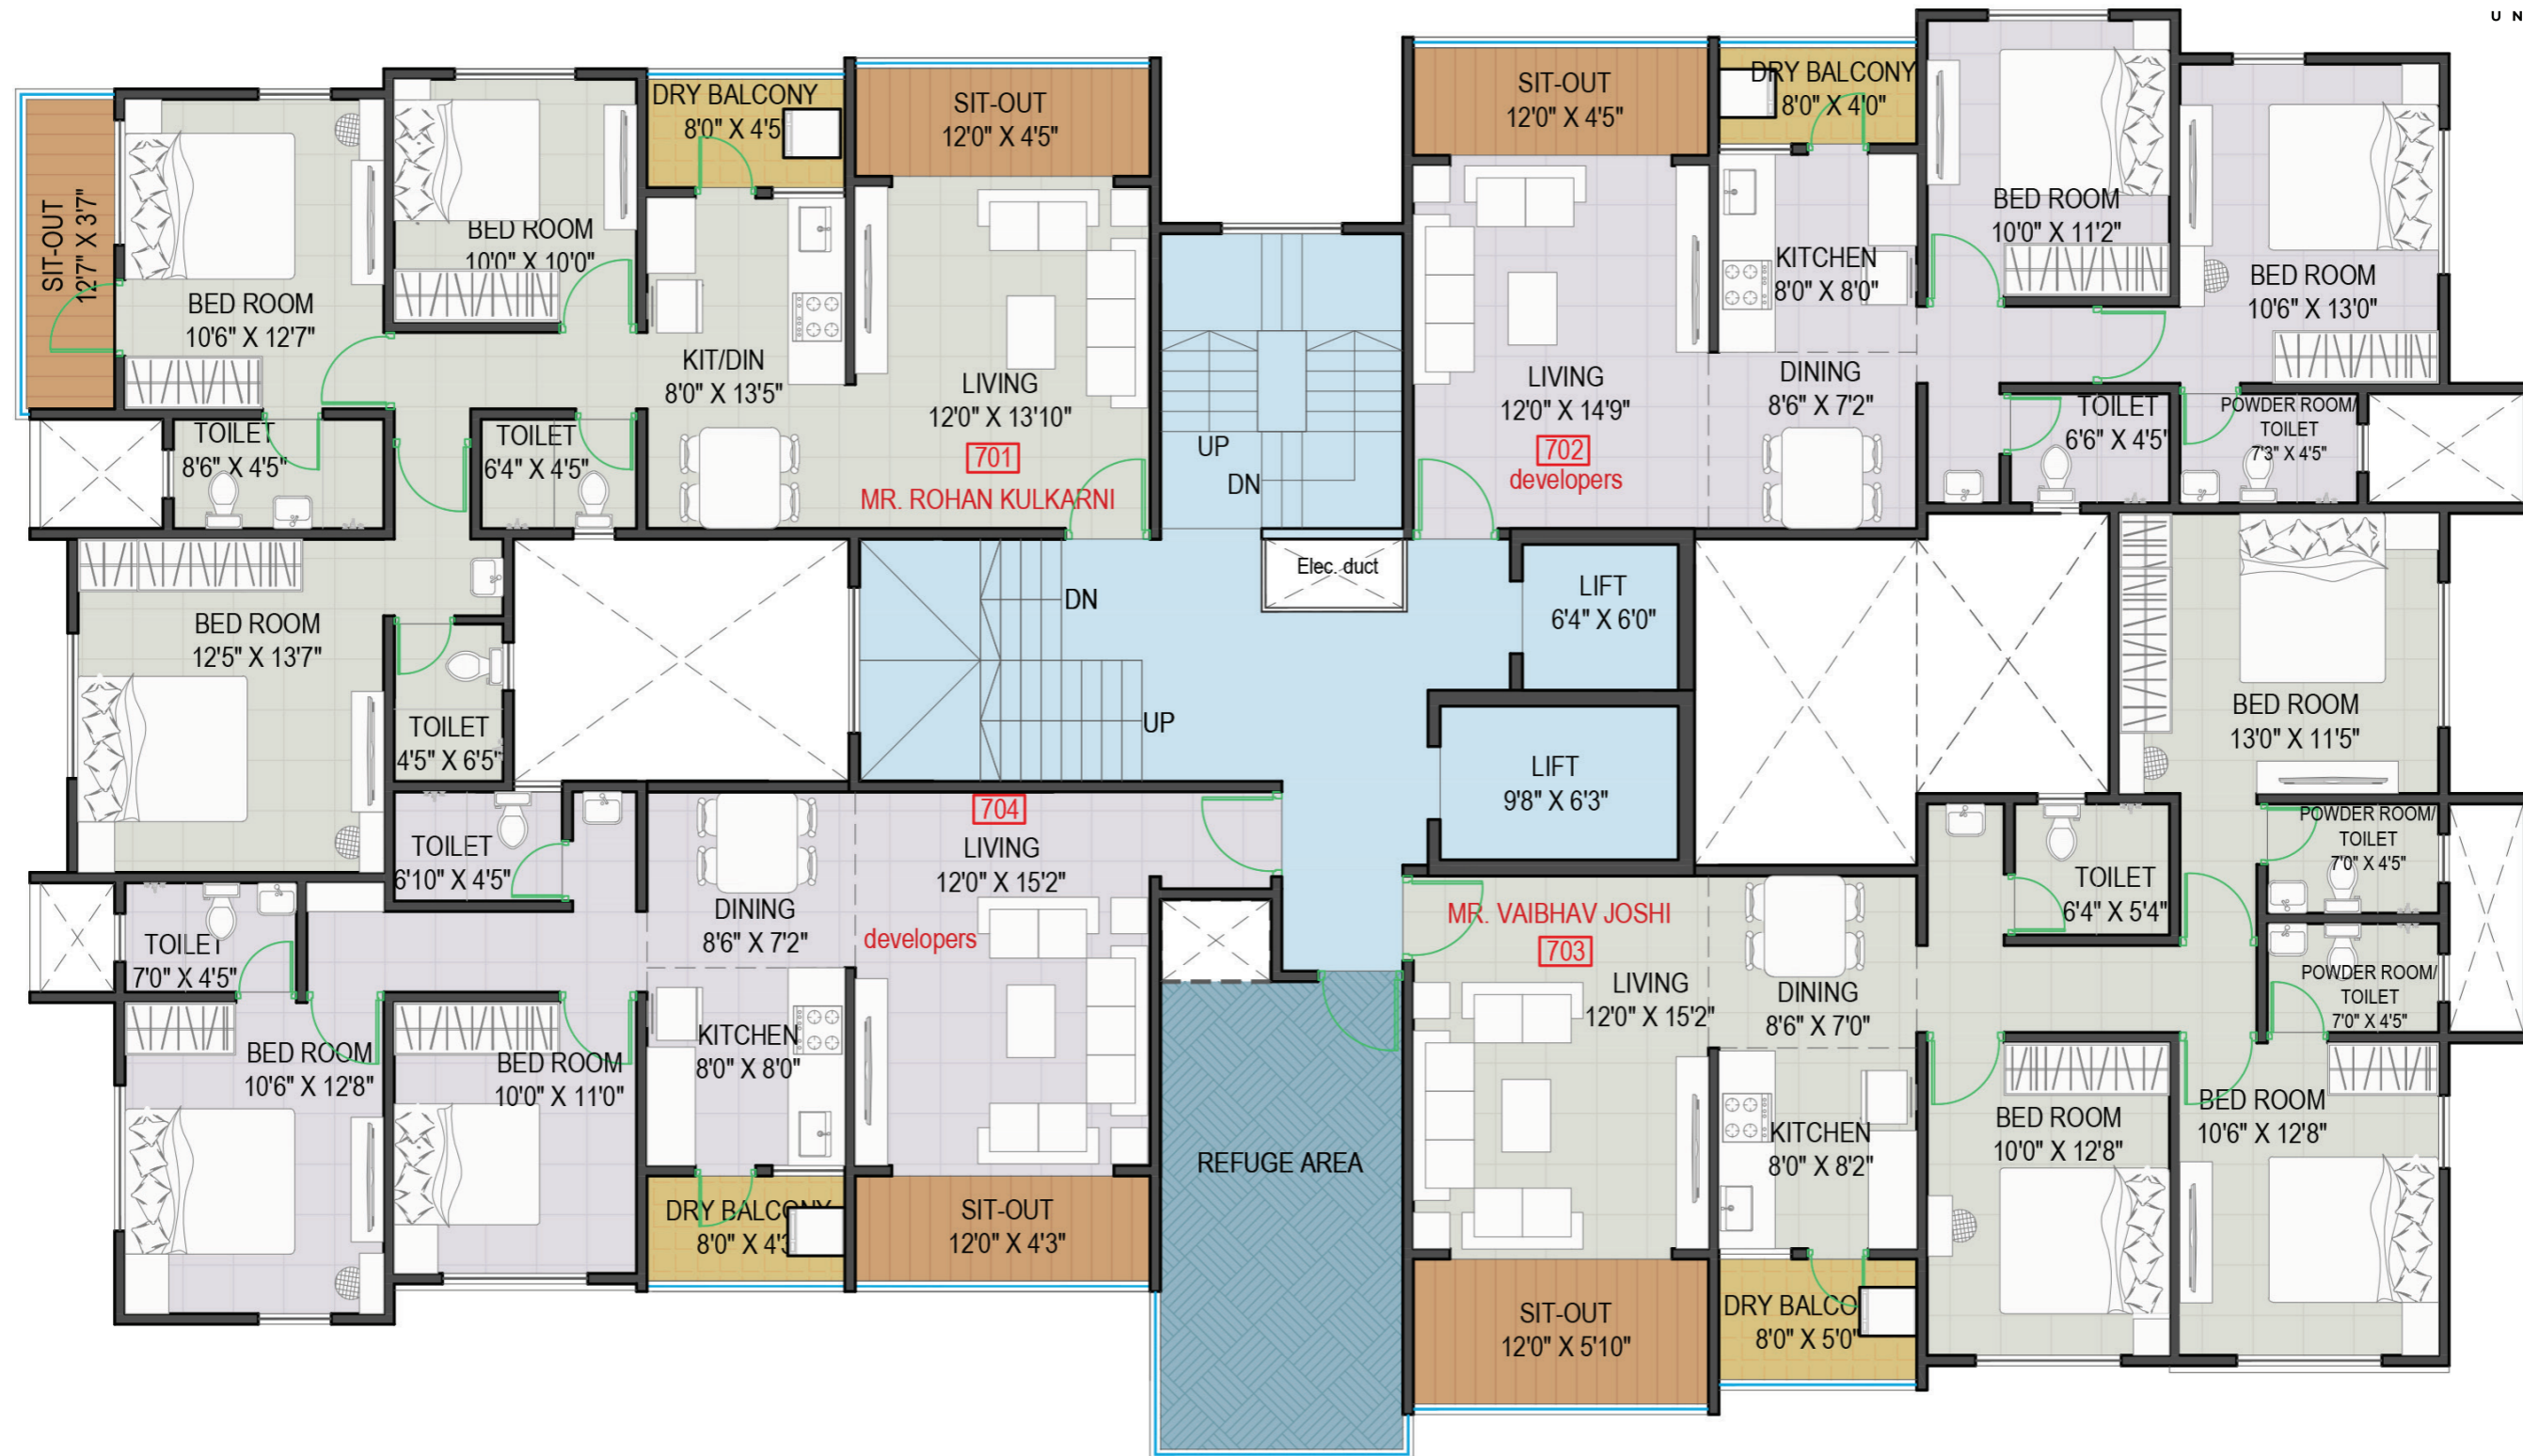 U N
SIT-OUT
12'7" X 3'7"
BED ROOM
10'6" X 12'7"
BED ROOM
10'0" X 10'0"
DRY BALCONY
8'0" X 4'5
SIT-OUT
12'0" X 4'5"
KIT/DIN
8'0" X 13'5"
LIVING
12'0" X 13'10"
701
MR. ROHAN KULKARNI
TOILET
8'6" X 4'5"
TOILET
6'4" X 4'5"
BED ROOM
12'5" X 13'7"
TOILET
4'5" X 6'5"
UP
DN
DN
UP
Elec. duct
LIFT
6'4" X 6'0"
LIFT
9'8" X 6'3"
SIT-OUT
12'0" X 4'5"
DRY BALCONY
8'0" X 4'0"
BED ROOM
10'0" X 11'2"
BED ROOM
10'6" X 13'0"
KITCHEN
8'0" X 8'0"
LIVING
12'0" X 14'9"
702
developers
DINING
8'6" X 7'2"
TOILET
6'6" X 4'5"
POWDER ROOM/
TOILET
7'3" X 4'5"
BED ROOM
13'0" X 11'5"
POWDER ROOM/
TOILET
7'0" X 4'5"
TOILET
6'4" X 5'4"
POWDER ROOM/
TOILET
7'0" X 4'5"
MR. VAIBHAV JOSHI
703
LIVING
12'0" X 15'2"
DINING
8'6" X 7'0"
KITCHEN
8'0" X 8'2"
BED ROOM
10'0" X 12'8"
BED ROOM
10'6" X 12'8"
SIT-OUT
12'0" X 5'10"
DRY BALCO
8'0" X 5'0"
704
LIVING
12'0" X 15'2"
TOILET
6'10" X 4'5"
DINING
8'6" X 7'2"
developers
TOILET
7'0" X 4'5"
BED ROOM
10'6" X 12'8"
BED ROOM
10'0" X 11'0"
KITCHEN
8'0" X 8'0"
DRY BALCONY
8'0" X 4'3
SIT-OUT
12'0" X 4'3"
REFUGE AREA